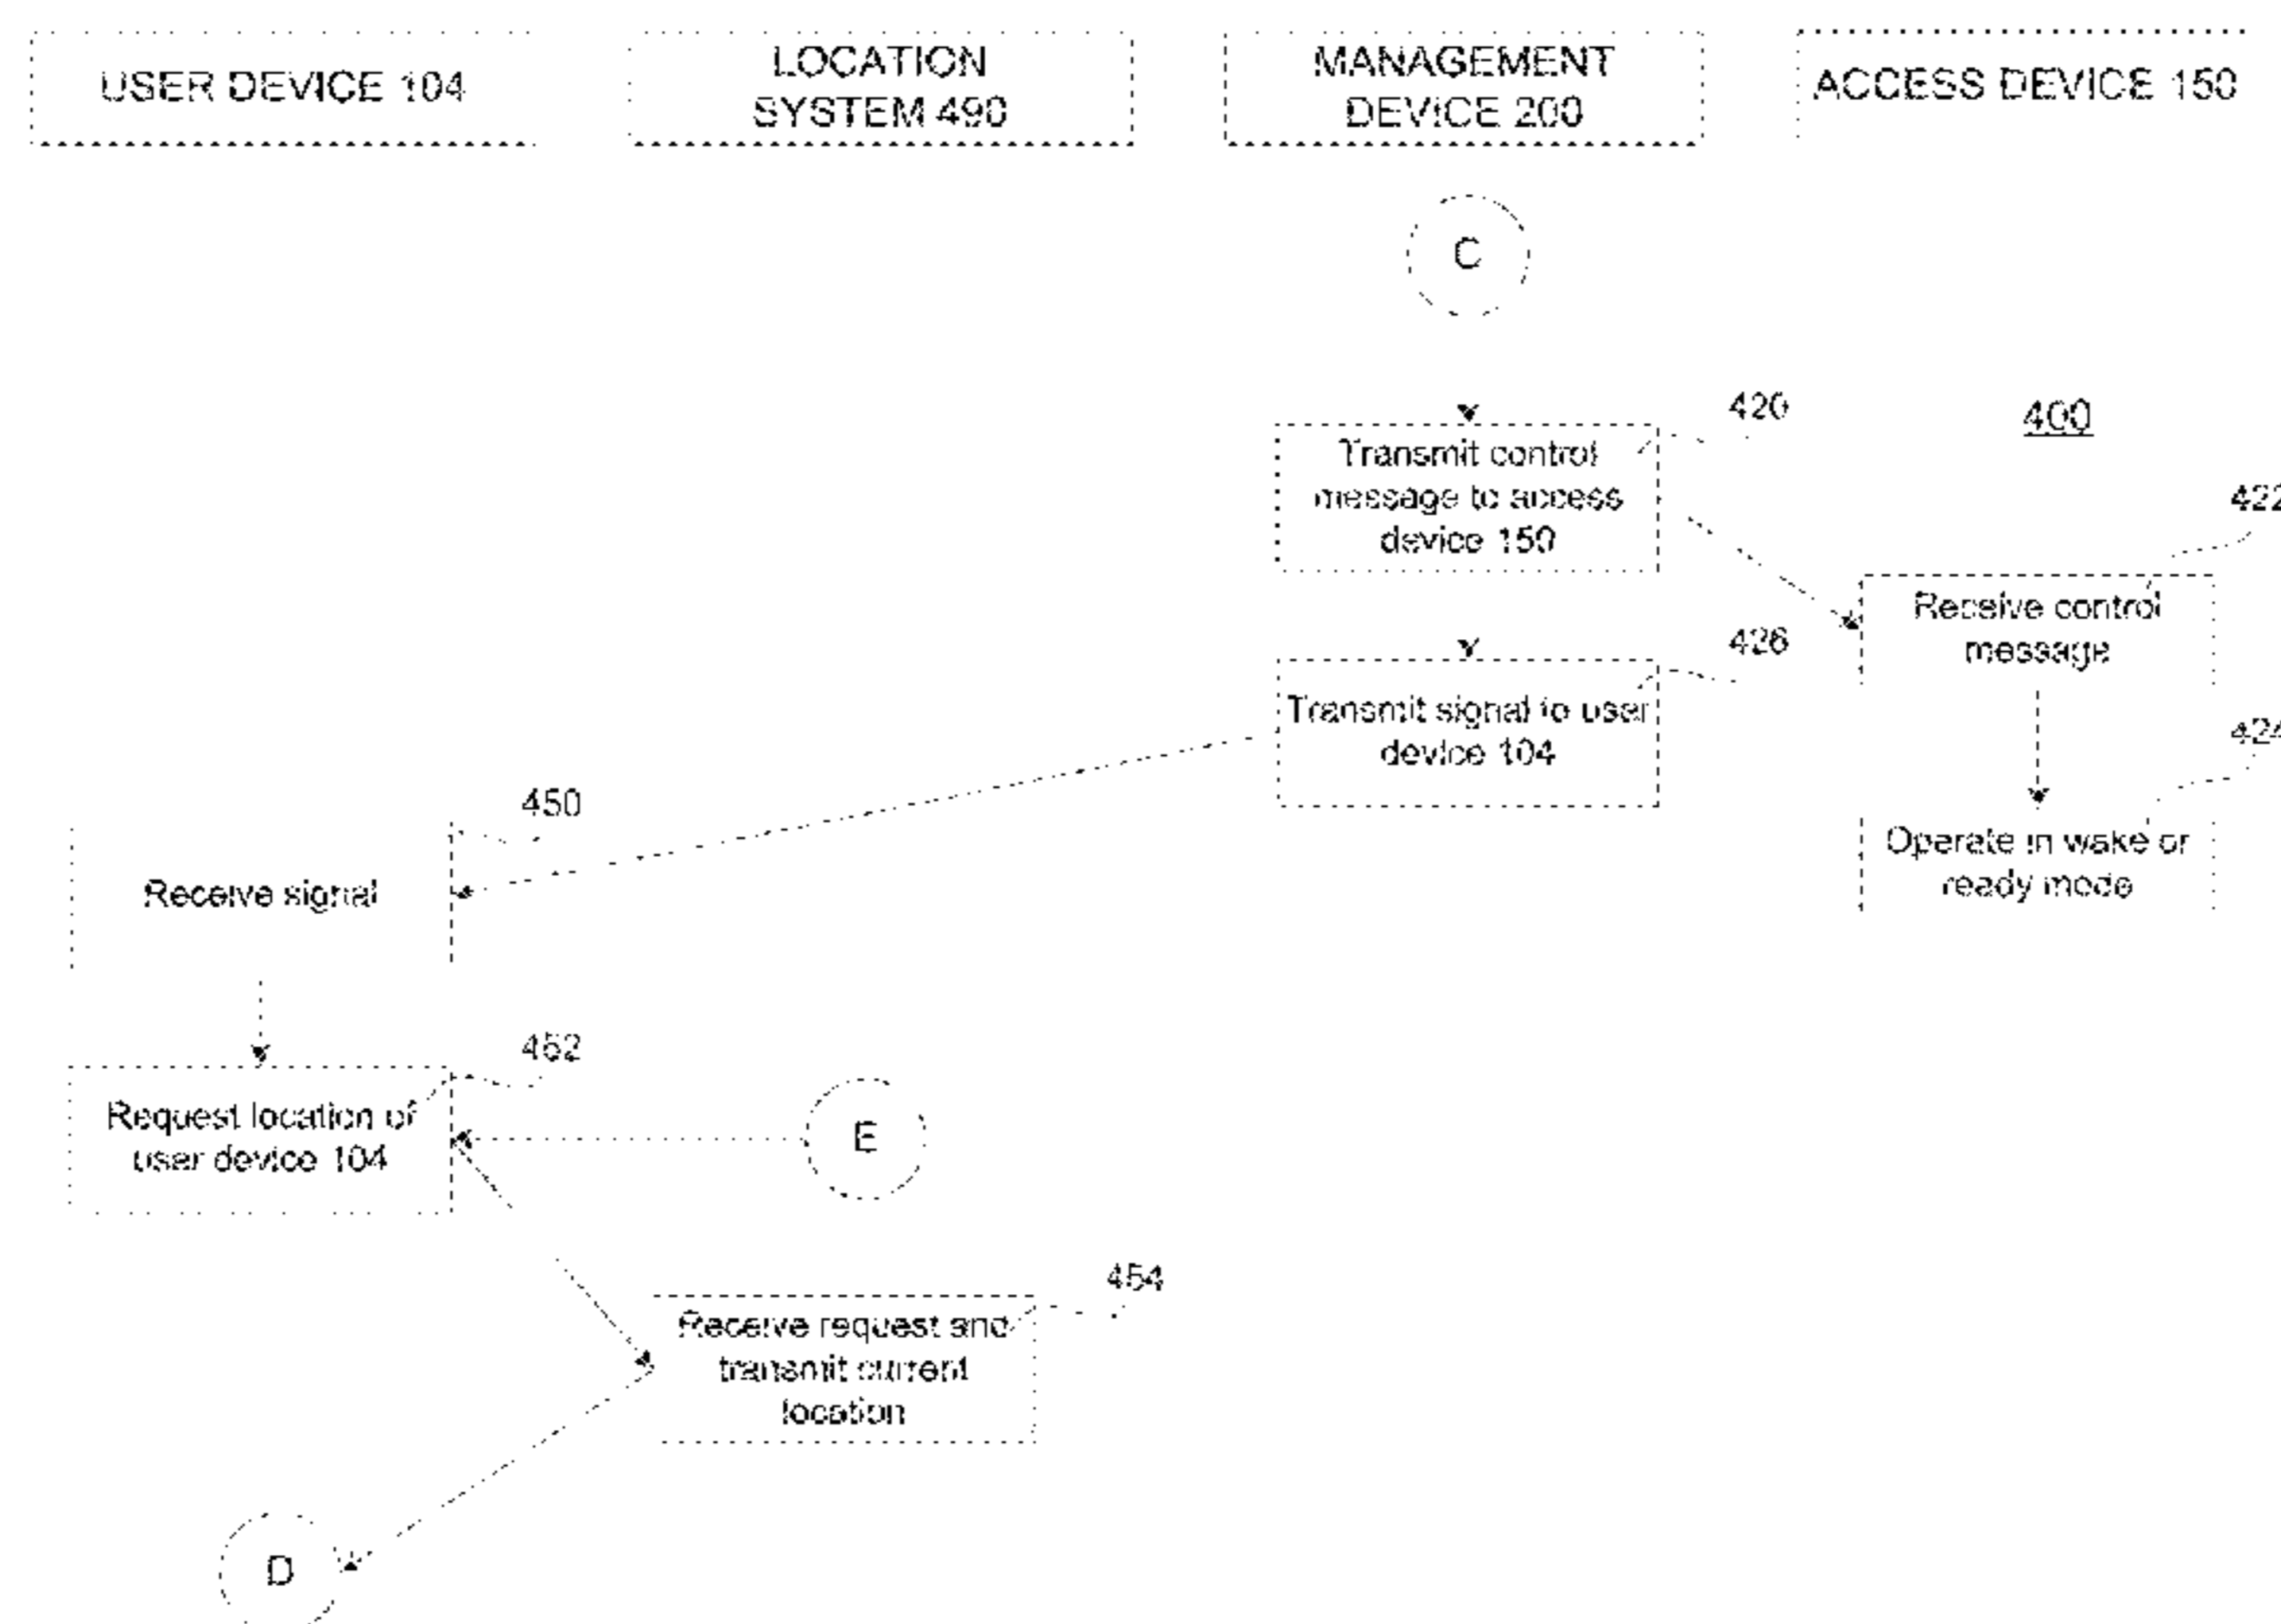 USER DEVICE 104
LOCATION
SYSTEM 490
MANAGEMENT
DEVICE 200
ACCESS DEVICE 150
C
420
400
Transmit control
message to access
device 150
422
Receive control
message
426
Transmit signal to user
device 104
424
Operate in wake or
ready mode
450
Receive signal
452
Request location of
user device 104
E
454
Receive request and
transmit current
location
D